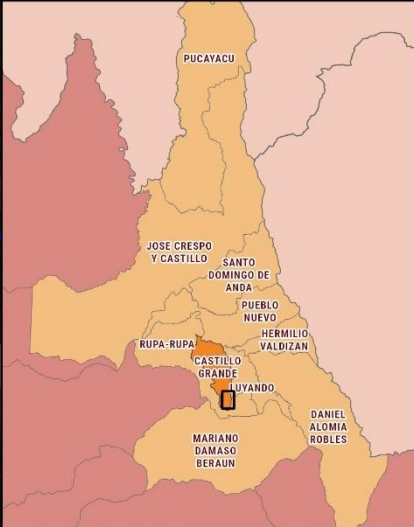 PUCAYACU
JOSE CRESPO
Y CASTILLO
SANTO
DOMINGO DE
ANDA
PUEBLO
NUEVO
HERMILIO
VALDIZAN
RUPA-RUPA
CASTILLO
GRANDE
LUYANDO
DANIEL
ALOMIA
ROBLES
MARIANO
DAMASO
BERAUN